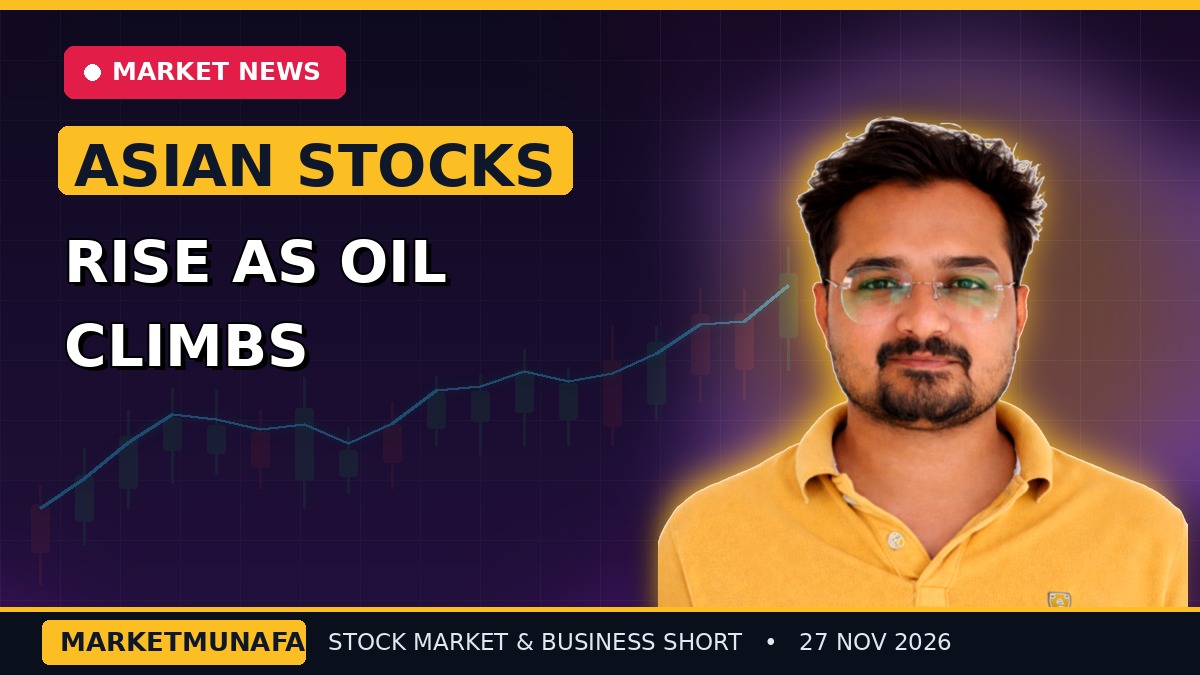 MARKET NEWS
ASIAN STOCKS
RISE AS OIL
CLIMBS
MARKETMUNAFA STOCK MARKET & BUSINESS SHORT • 27 NOV 2026